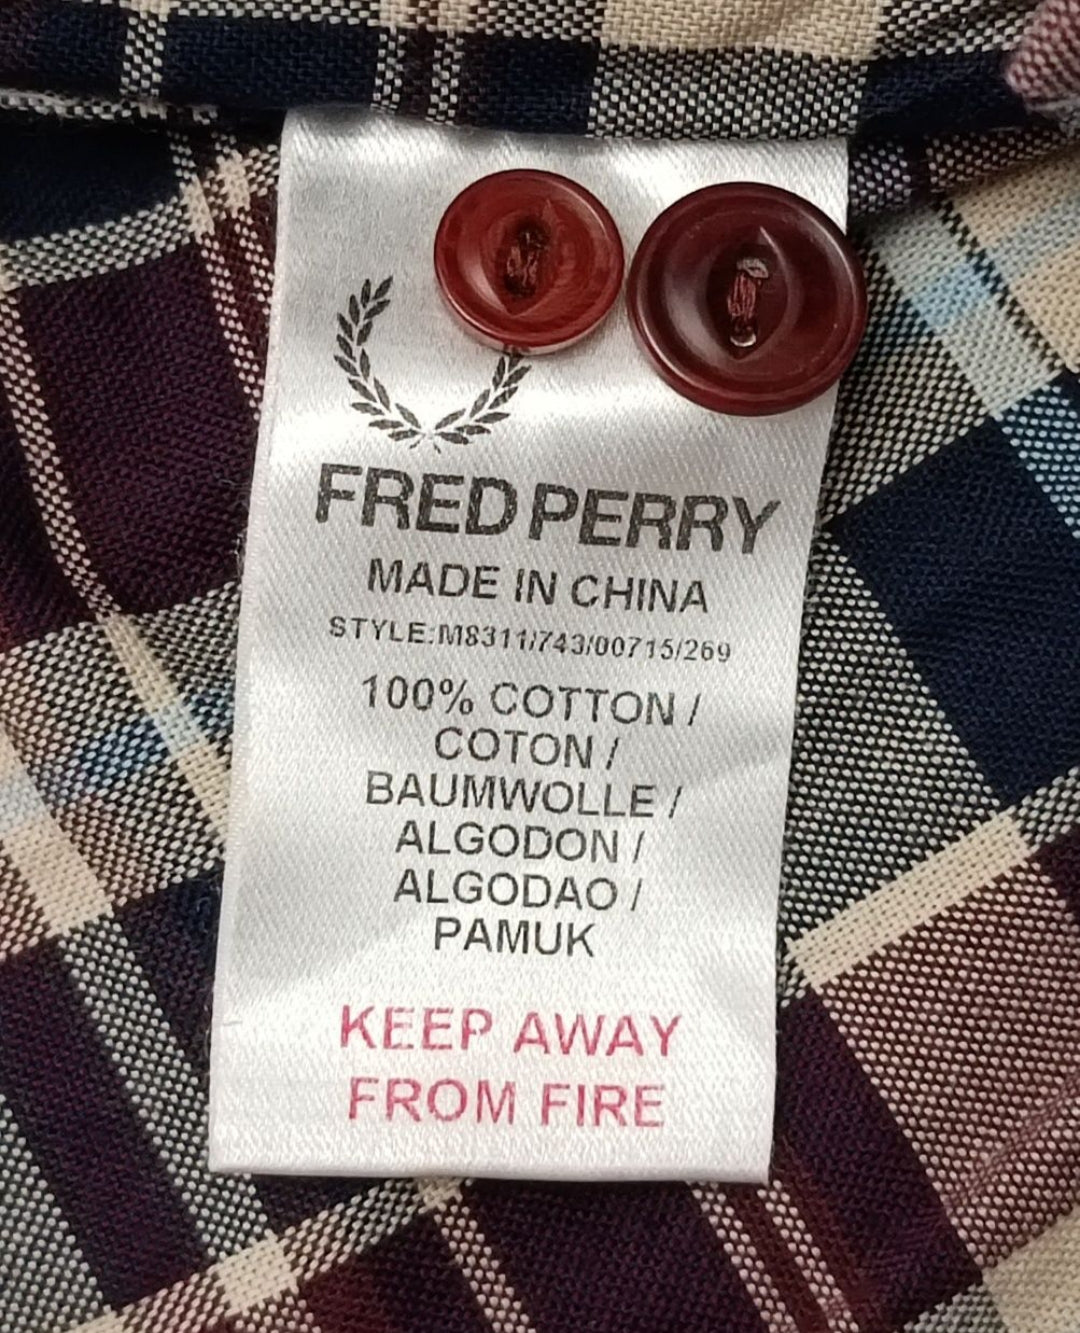 FRED PERRY
MADE IN CHINA
STYLE:M8311/743/00715/269
100% COTTON /
COTON /
BAUMWOLLE /
ALGODON /
ALGODAO /
PAMUK
KEEP AWAY
FROM FIRE